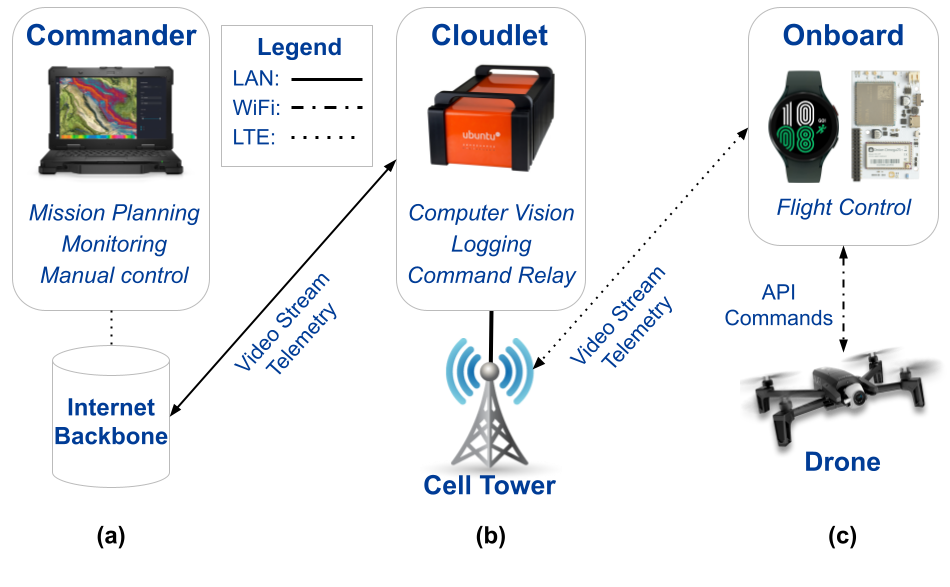 Commander
Mission Planning
Monitoring
Manual control
Internet
Backbone
(a)
Legend
LAN:
WiFi:
LTE:
Video Stream
Telemetry
Cloudlet
ubuntu
Computer Vision
Logging
Command Relay
Cell Tower
(b)
Video Stream
Telemetry
Onboard
10
08
GO!
Flight Control
API
Commands
Drone
(c)